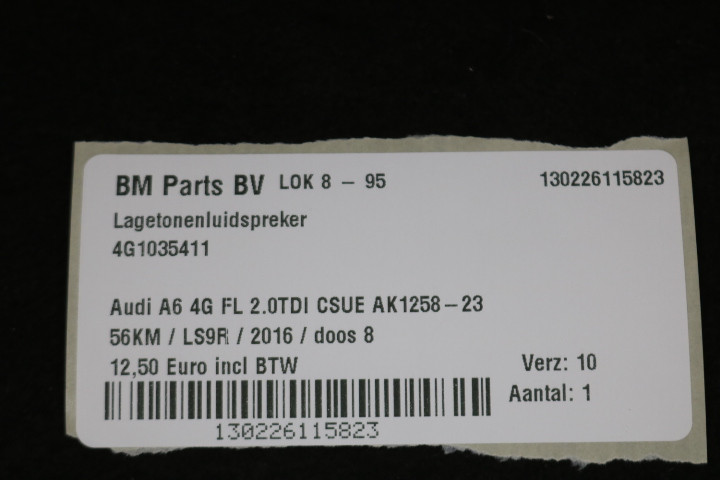 BM Parts BV LOK 8 - 95 130226115823
Lagetonenluidspreker
4G1035411
Audi A6 4G FL 2.0TDI CSUE AK1258-23
56KM / LS9R / 2016 / doos 8
12,50 Euro incl BTW Verz: 10
Aantal: 1
130226115823